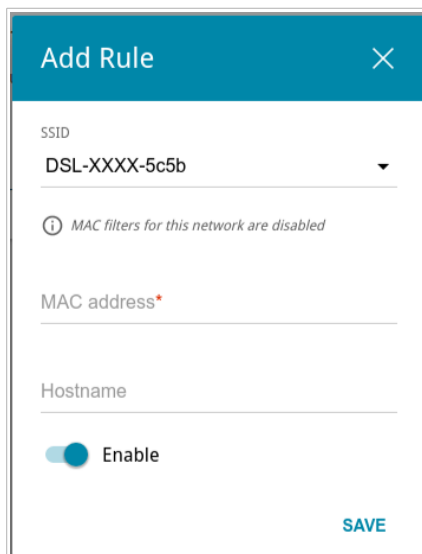 Add Rule
SSID
DSL-XXXX-5c5b
MAC filters for this network are disabled
MAC address*
Hostname
Enable
SAVE